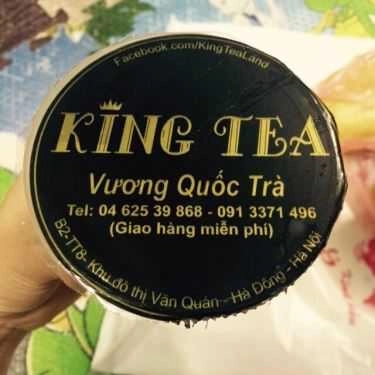 Facebook.com/KingTeaLand
KING TEA
Vương Quốc Trà
Tel: 04 625 39 868 - 091 3371 496
(Giao hàng miễn phí)
B2-TT8- Khu đô thị Văn Quán - Hà Đông - Hà Nội